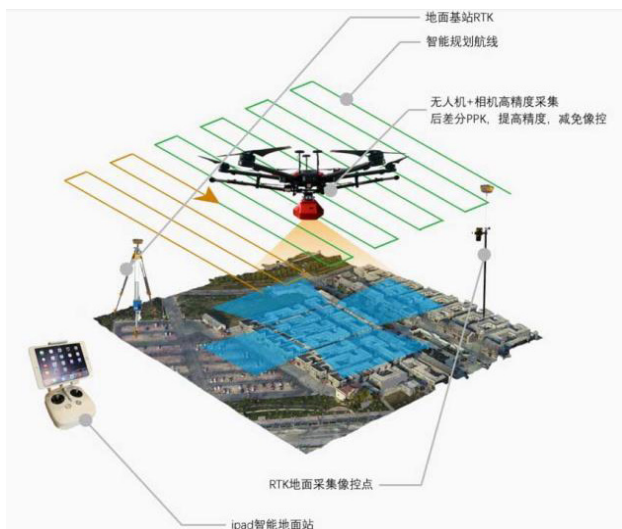 地面基站RTK
智能规划航线
无人机+相机高精度采集
后差分PPK，提高精度，减免像控
RTK地面采集像控点
ipad智能地面站